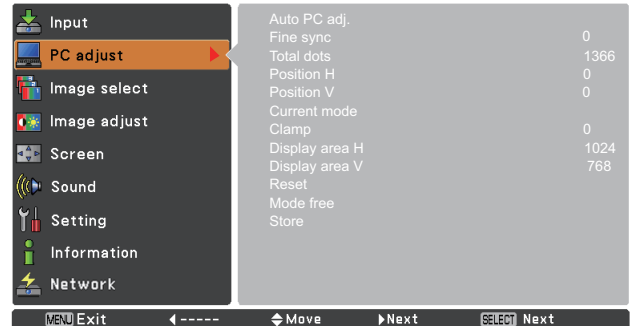 Input
PC adjust
Image select
Image adjust
Screen
Sound
Setting
Information
Network
Auto PC adj.
Fine sync 0
Total dots 1366
Position H 0
Position V 0
Current mode
Clamp 0
Display area H 1024
Display area V 768
Reset
Mode free
Store
MENU Exit ----- Move Next SELECT Next